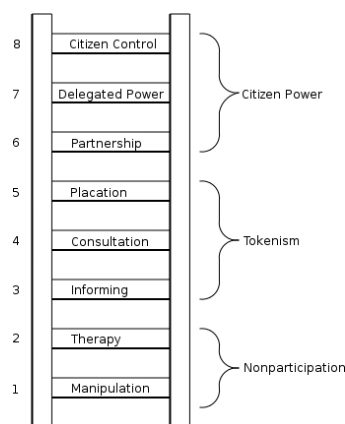 8 Citizen Control
7 Delegated Power
Citizen Power
6 Partnership
5 Placation
4 Consultation
Tokenism
3 Informing
2 Therapy
Nonparticipation
1 Manipulation